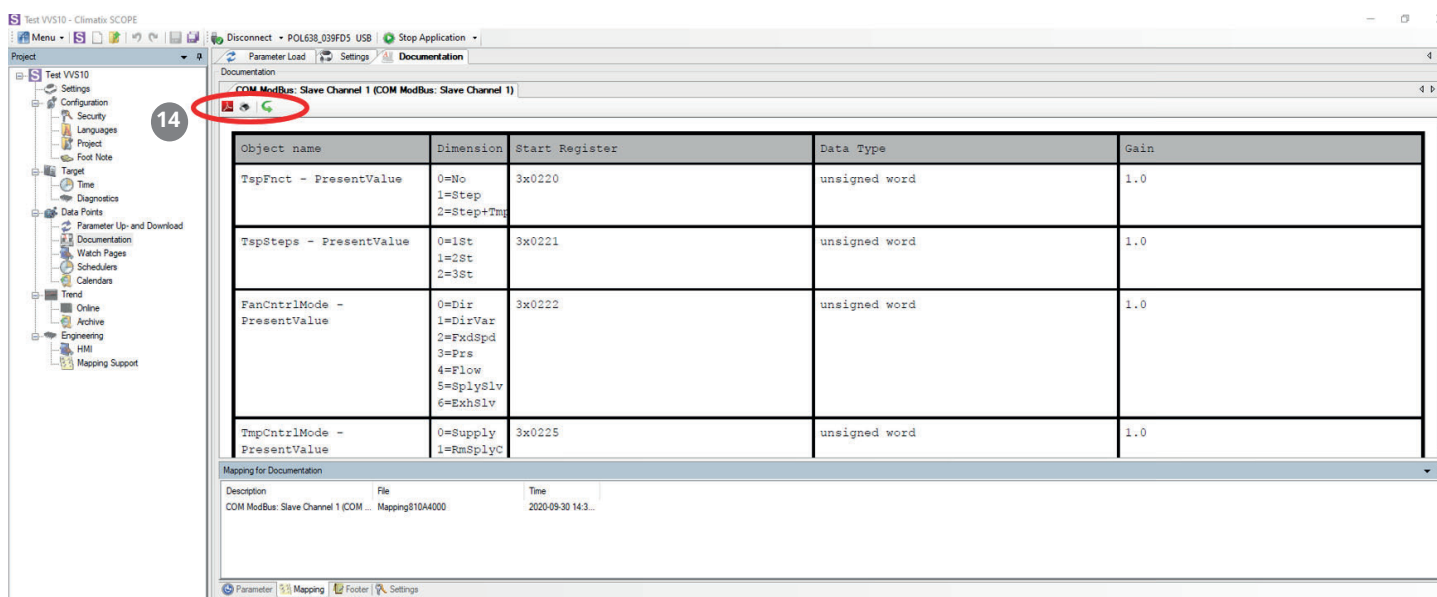 Test VVS10 - Climatix SCOPE
Menu Disconnect POL638_039FD5 USB Stop Application
Project
Test VVS10
Settings
Configuration
Security
Languages
Project
Foot Note
Target
Time
Diagnostics
Data Points
Parameter Up- and Download
Documentation
Watch Pages
Schedulers
Calendars
Trend
Online
Archive
Engineering
HMI
Mapping Support
14
Parameter Load Settings Documentation
Documentation
COM ModBus: Slave Channel 1 (COM ModBus: Slave Channel 1)
Object name Dimension Start Register Data Type Gain
TspFnct - PresentValue 0=No 3x0220 unsigned word 1.0
1=Step
2=Step+Tmp
TspSteps - PresentValue 0=1St 3x0221 unsigned word 1.0
1=2St
2=3St
FanCntrlMode - 0=Dir 3x0222 unsigned word 1.0
PresentValue 1=DirVar
2=FxdSpd
3=Prs
4=Flow
5=SplySlv
6=ExhSlv
TmpCntrlMode - 0=Supply 3x0225 unsigned word 1.0
PresentValue 1=RmSplyC
Mapping for Documentation
Description File Time
COM ModBus: Slave Channel 1 (COM ... Mapping810A4000 2020-09-30 14:3...
Parameter Mapping Footer Settings